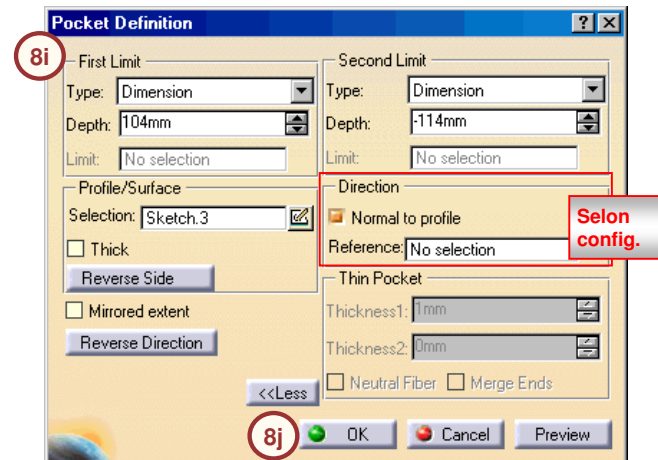 Pocket Definition
8i
First Limit
Type: Dimension
Depth: 104mm
Limit: No selection
Second Limit
Type: Dimension
Depth: -114mm
Limit: No selection
Profile/Surface
Selection: Sketch.3
Thick
Reverse Side
Mirrored extent
Reverse Direction
Direction
Normal to profile
Reference: No selection
Selon
config.
Thin Pocket
Thickness1: 1mm
Thickness2: 0mm
Neutral Fiber Merge Ends
<<Less
8j
OK Cancel Preview